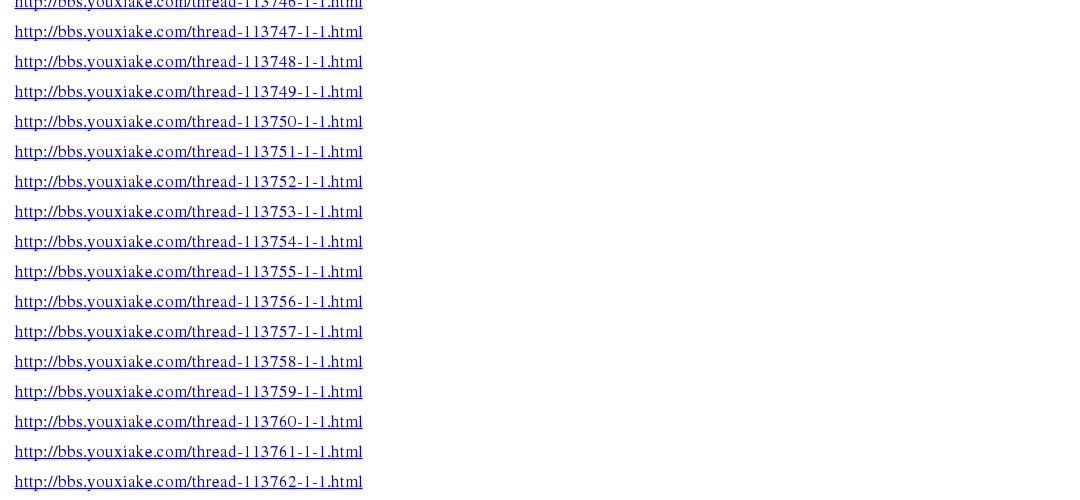 http://bbs.youxiake.com/thread-113746-1-1.html
http://bbs.youxiake.com/thread-113747-1-1.html
http://bbs.youxiake.com/thread-113748-1-1.html
http://bbs.youxiake.com/thread-113749-1-1.html
http://bbs.youxiake.com/thread-113750-1-1.html
http://bbs.youxiake.com/thread-113751-1-1.html
http://bbs.youxiake.com/thread-113752-1-1.html
http://bbs.youxiake.com/thread-113753-1-1.html
http://bbs.youxiake.com/thread-113754-1-1.html
http://bbs.youxiake.com/thread-113755-1-1.html
http://bbs.youxiake.com/thread-113756-1-1.html
http://bbs.youxiake.com/thread-113757-1-1.html
http://bbs.youxiake.com/thread-113758-1-1.html
http://bbs.youxiake.com/thread-113759-1-1.html
http://bbs.youxiake.com/thread-113760-1-1.html
http://bbs.youxiake.com/thread-113761-1-1.html
http://bbs.youxiake.com/thread-113762-1-1.html